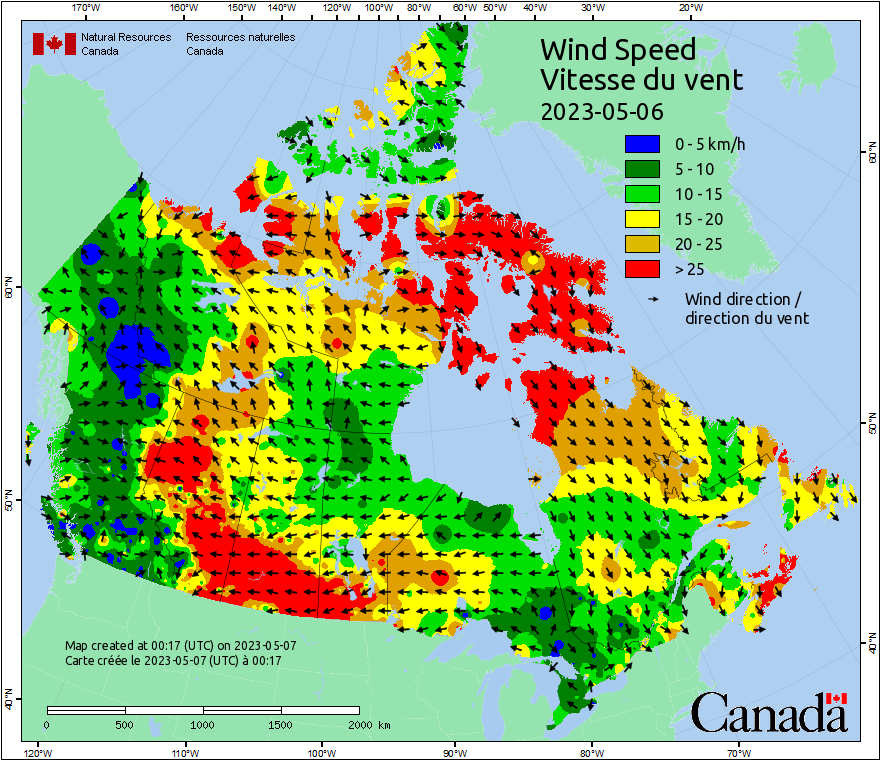 170°W 160°W 150°W 140°W 130°W 120°W 110°W 100°W 90°W 80°W 70°W 60°W 50°W 40°W 30°W 20°W
Natural Resources Ressources naturelles
Canada Canada
Wind Speed
Vitesse du vent
2023-05-06
0 - 5 km/h
5 - 10
10 - 15
15 - 20
20 - 25
> 25
Wind direction /
direction du vent
60°N
60°N
50°N
50°N
40°N
40°N
Map created at 00:17 (UTC) on 2023-05-07
Carte créée le 2023-05-07 (UTC) à 00:17
0 500 1000 1500 2000 km
Canada
120°W 110°W 100°W 90°W 80°W 70°W